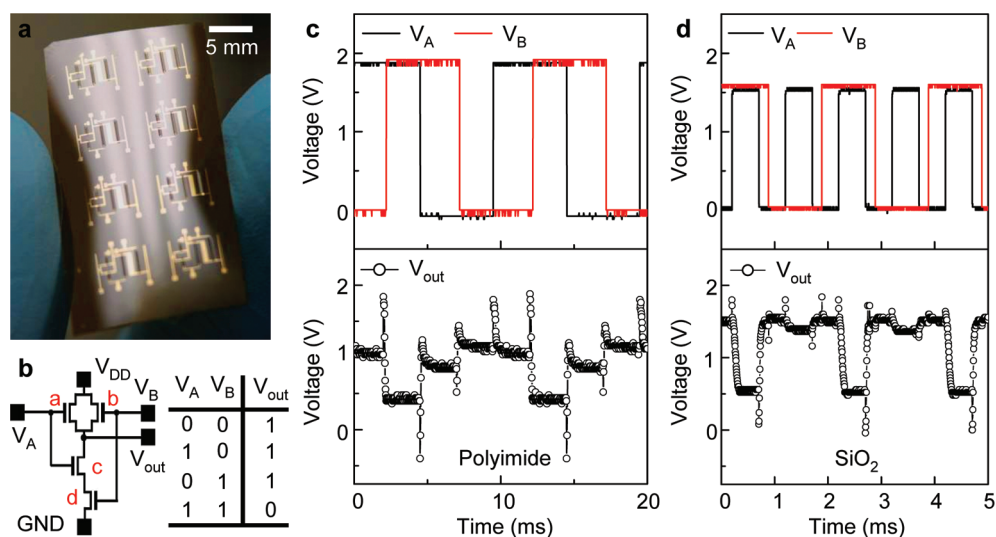 a
5 mm
b
V_DD
V_B
a
b
V_A
V_out
c
d
GND
V_A V_B V_out
0 0 1
1 0 1
0 1 1
1 1 0
c
V_A V_B
2
1
0
Voltage (V)
V_out
2
1
0
Voltage (V)
Polyimide
0 5 10 15 20
Time (ms)
d
V_A V_B
2
1
0
Voltage (V)
V_out
2
1
0
Voltage (V)
SiO₂
0 1 2 3 4 5
Time (ms)